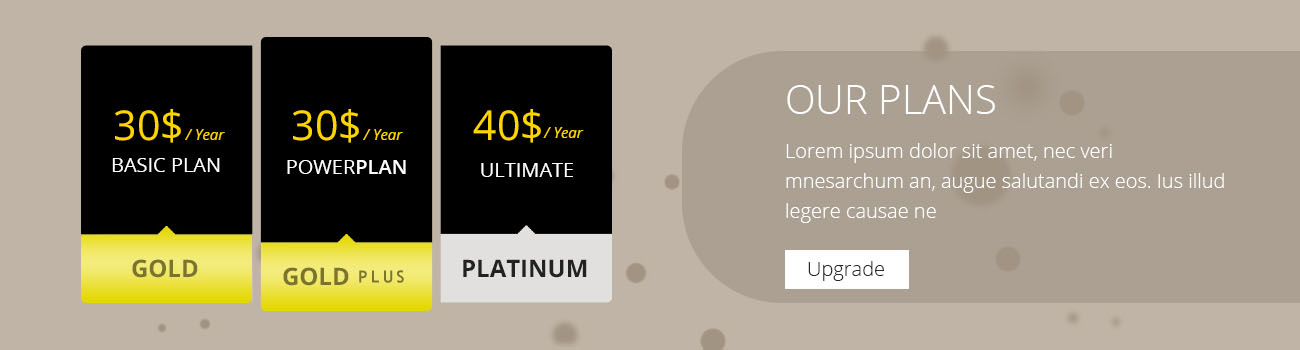 30$ / Year
BASIC PLAN
GOLD
30$ / Year
POWERPLAN
GOLD PLUS
40$ / Year
ULTIMATE
PLATINUM
OUR PLANS
Lorem ipsum dolor sit amet, nec veri
mnesarchum an, augue salutandi ex eos. Ius illud
legere causae ne
Upgrade